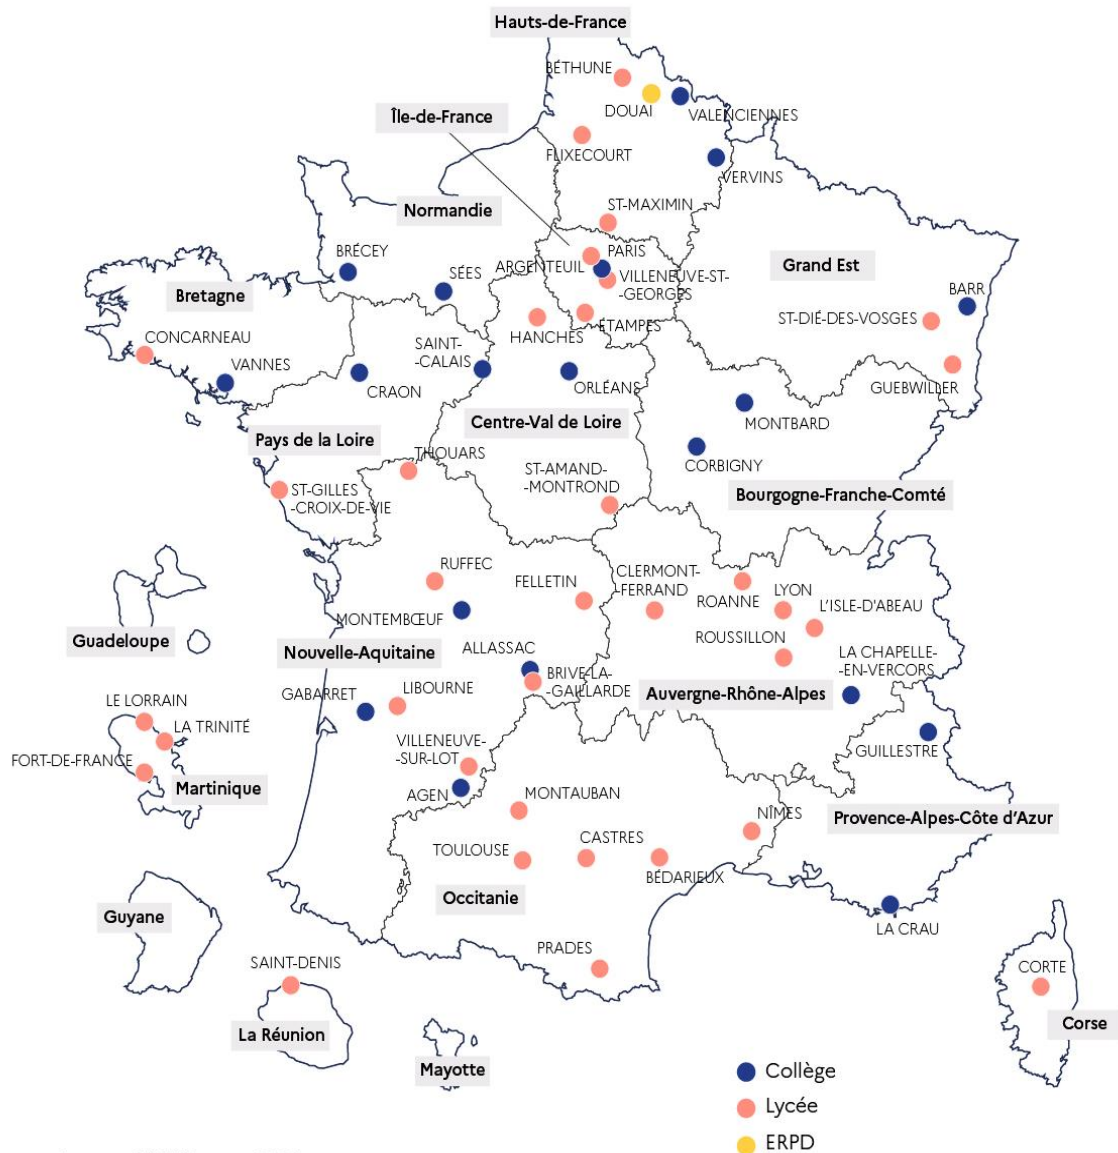 Hauts-de-France
BÉTHUNE
DOUAI
VALENCIENNES
Île-de-France
FLIXECOURT
VERVINS
ST-MAXIMIN
Normandie
BRÉCEY
PARIS
ARGENTEUIL
SÉES
VILLENEUVE-ST-
-GEORGES
Grand Est
Bretagne
BARR
ST-DIÉ-DES-VOSGES
CONCARNEAU
HANCHES
ÉTAMPES
SAINT-
-CALAIS
VANNES
CRAON
ORLÉANS
GUEBWILLER
MONTBARD
Centre-Val de Loire
Pays de la Loire
THOUARS
CORBIGNY
ST-AMAND-
-MONTROND
ST-GILLES
-CROIX-DE-VIE
Bourgogne-Franche-Comté
RUFFEC
FELLETIN
CLERMONT-
-FERRAND
ROANNE
LYON
L'ISLE-D'ABEAU
MONTEMBŒUF
Guadeloupe
ROUSSILLON
Nouvelle-Aquitaine
ALLASSAC
LA CHAPELLE-
-EN-VERCORS
BRIVE-LA-
-GAILLARDE
GABARRET
LIBOURNE
Auvergne-Rhône-Alpes
LE LORRAIN
LA TRINITÉ
FORT-DE-FRANCE
VILLENEUVE-
-SUR-LOT
GUILLESTRE
Martinique
AGEN
MONTAUBAN
NÎMES
Provence-Alpes-Côte d'Azur
TOULOUSE
CASTRES
BÉDARIEUX
Occitanie
Guyane
LA CRAU
PRADES
SAINT-DENIS
CORTE
La Réunion
Corse
Mayotte
Collège
Lycée
ERPD